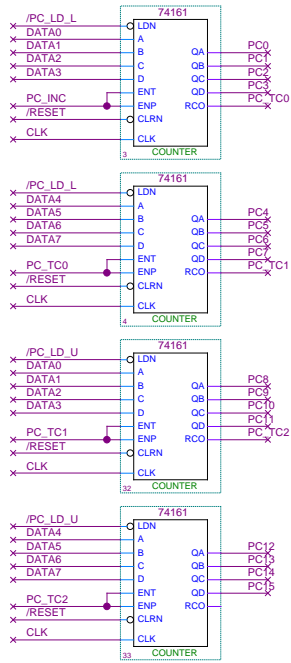 74161
/PC_LD_L LDN
DATA0 A
DATA1 B QA PC0
DATA2 C QB PC1
DATA3 D QC PC2
ENT QD PC3
PC_INC ENP RCO PC_TC0
/RESET CLRN
CLK CLK
3 COUNTER
74161
/PC_LD_L LDN
DATA4 A
DATA5 B QA PC4
DATA6 C QB PC5
DATA7 D QC PC6
ENT QD PC7
PC_TC0 ENP RCO PC_TC1
/RESET CLRN
CLK CLK
4 COUNTER
74161
/PC_LD_U LDN
DATA0 A
DATA1 B QA PC8
DATA2 C QB PC9
DATA3 D QC PC10
ENT QD PC11
PC_TC1 ENP RCO PC_TC2
/RESET CLRN
CLK CLK
32 COUNTER
74161
/PC_LD_U LDN
DATA4 A
DATA5 B QA PC12
DATA6 C QB PC13
DATA7 D QC PC14
ENT QD PC15
PC_TC2 ENP RCO
/RESET CLRN
CLK CLK
33 COUNTER